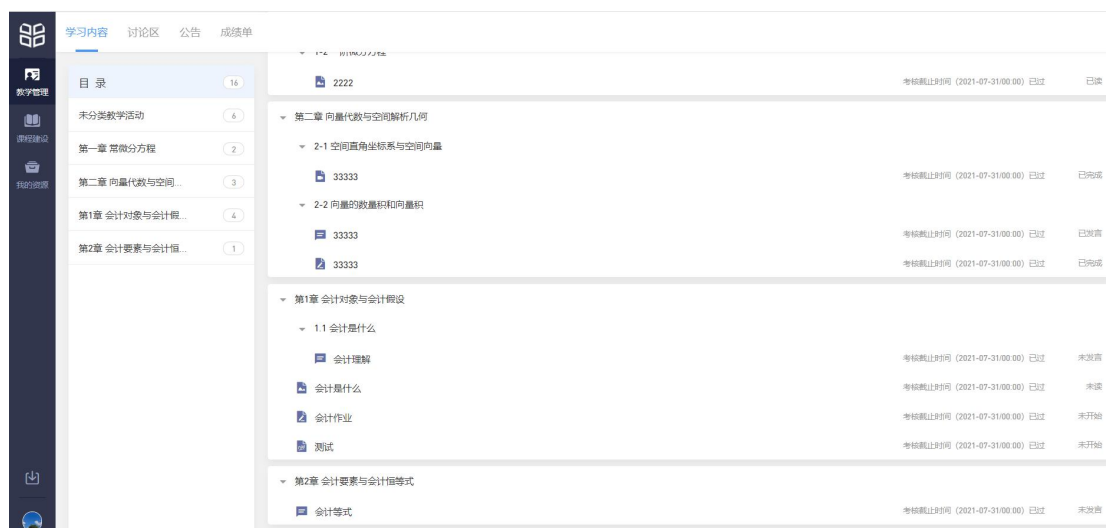 学习内容 讨论区 公告 成绩单
教学管理
课程建设
我的资源
目 录 16
未分类教学活动 6
第一章 常微分方程 2
第二章 向量代数与空间... 3
第1章 会计对象与会计假... 4
第2章 会计要素与会计恒... 1
2222 考核截止时间 (2021-07-31/00:00) 已过 已读
第二章 向量代数与空间解析几何
2-1 空间直角坐标系与空间向量
33333 考核截止时间 (2021-07-31/00:00) 已过 已完成
2-2 向量的数量积和向量积
33333 考核截止时间 (2021-07-31/00:00) 已过 已发言
33333 考核截止时间 (2021-07-31/00:00) 已过 已完成
第1章 会计对象与会计假设
1.1 会计是什么
会计理解 考核截止时间 (2021-07-31/00:00) 已过 未发言
会计是什么 考核截止时间 (2021-07-31/00:00) 已过 未读
会计作业 考核截止时间 (2021-07-31/00:00) 已过 未开始
测试 考核截止时间 (2021-07-31/00:00) 已过 未开始
第2章 会计要素与会计恒等式
会计等式 考核截止时间 (2021-07-31/00:00) 已过 未发言